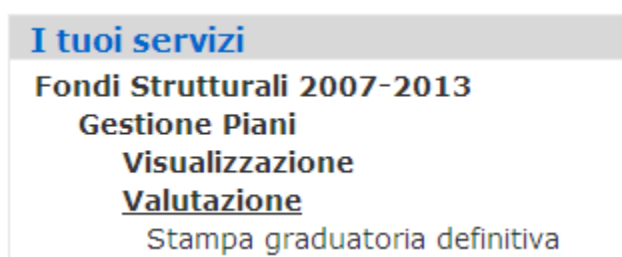 I tuoi servizi
Fondi Strutturali 2007-2013
Gestione Piani
Visualizzazione
Valutazione
Stampa graduatoria definitiva